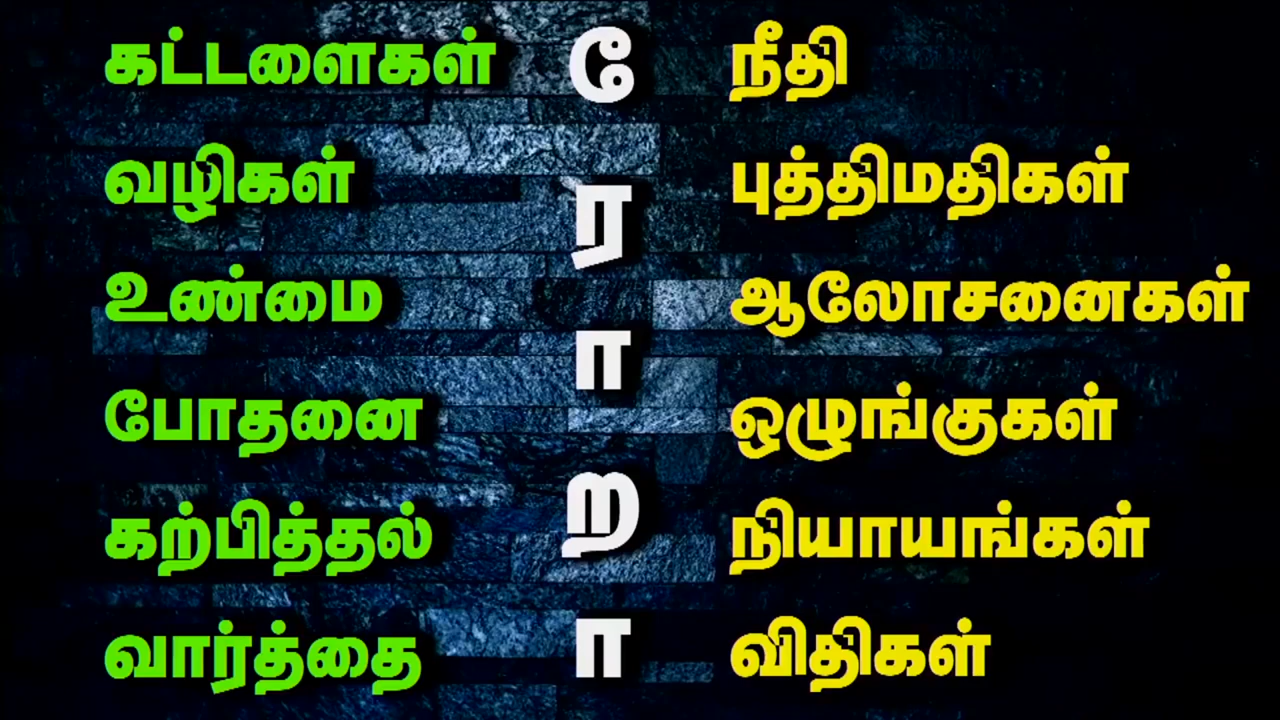 கட்டளைகள்
வழிகள்
உண்மை
போதனை
கற்பித்தல்
வார்த்தை
ே
ர
ா
ற
ா
நீதி
புத்திமதிகள்
ஆலோசனைகள்
ஒழுங்குகள்
நியாயங்கள்
விதிகள்